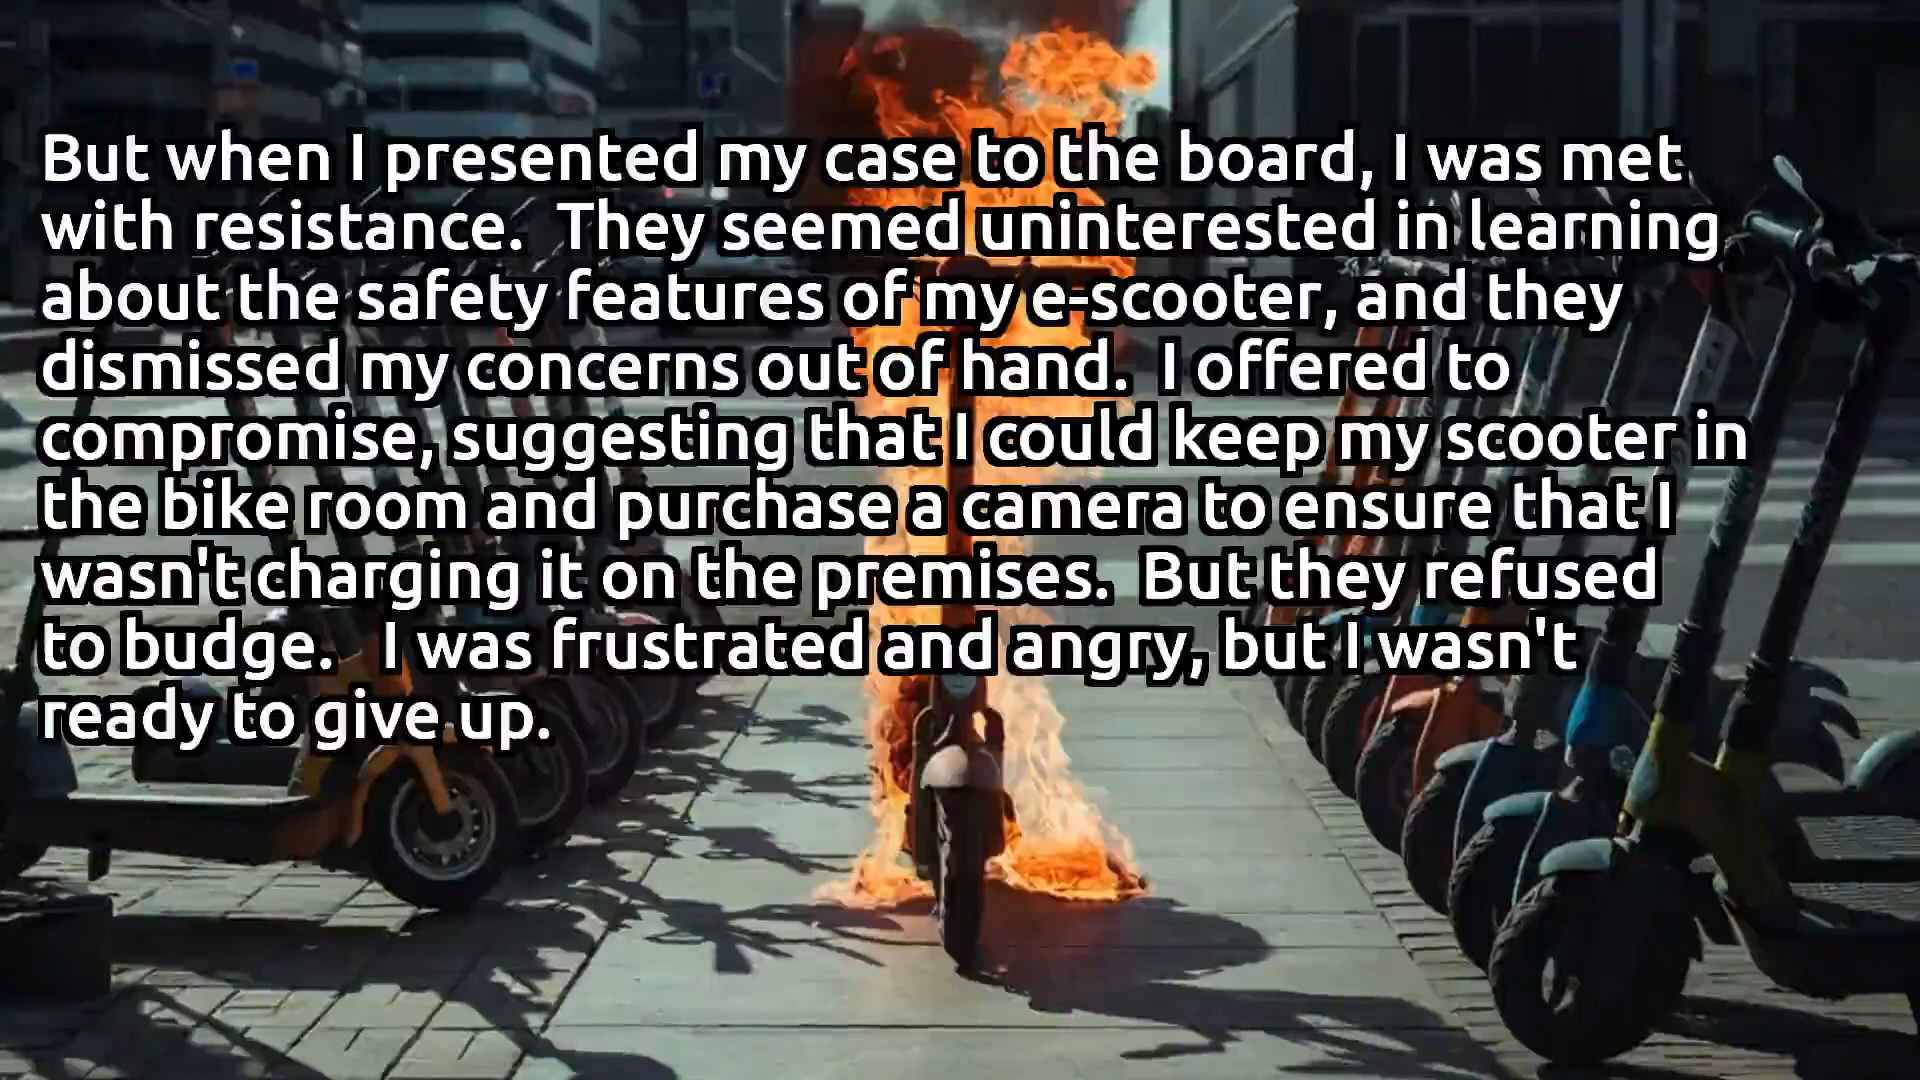 But when I presented my case to the board, I was met
with resistance.  They seemed uninterested in learning
about the safety features of my e-scooter, and they
dismissed my concerns out of hand.  I offered to
compromise, suggesting that I could keep my scooter in
the bike room and purchase a camera to ensure that I
wasn't charging it on the premises.  But they refused
to budge.   I was frustrated and angry, but I wasn't
ready to give up.